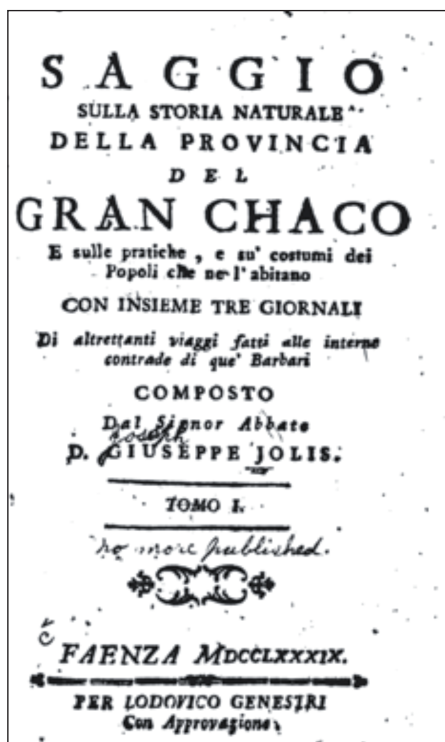 SAGGIO
SULLA STORIA NATURALE
DELLA PROVINCIA
DEL
GRAN CHACO
E sulle pratiche, e su' costumi dei
Popoli che ne l'abitano
CON INSIEME TRE GIORNALI
Di altrettanti viaggi fatti alle interne
contrade di que' Barbari
COMPOSTO
Dal Signor Abbate
Joseph
D. GIUSEPPE JOLIS.
TOMO I.
no more published.
FAENZA MDCCLXXXIX.
PER LODOVICO GENESTRI
Con Approvazione.